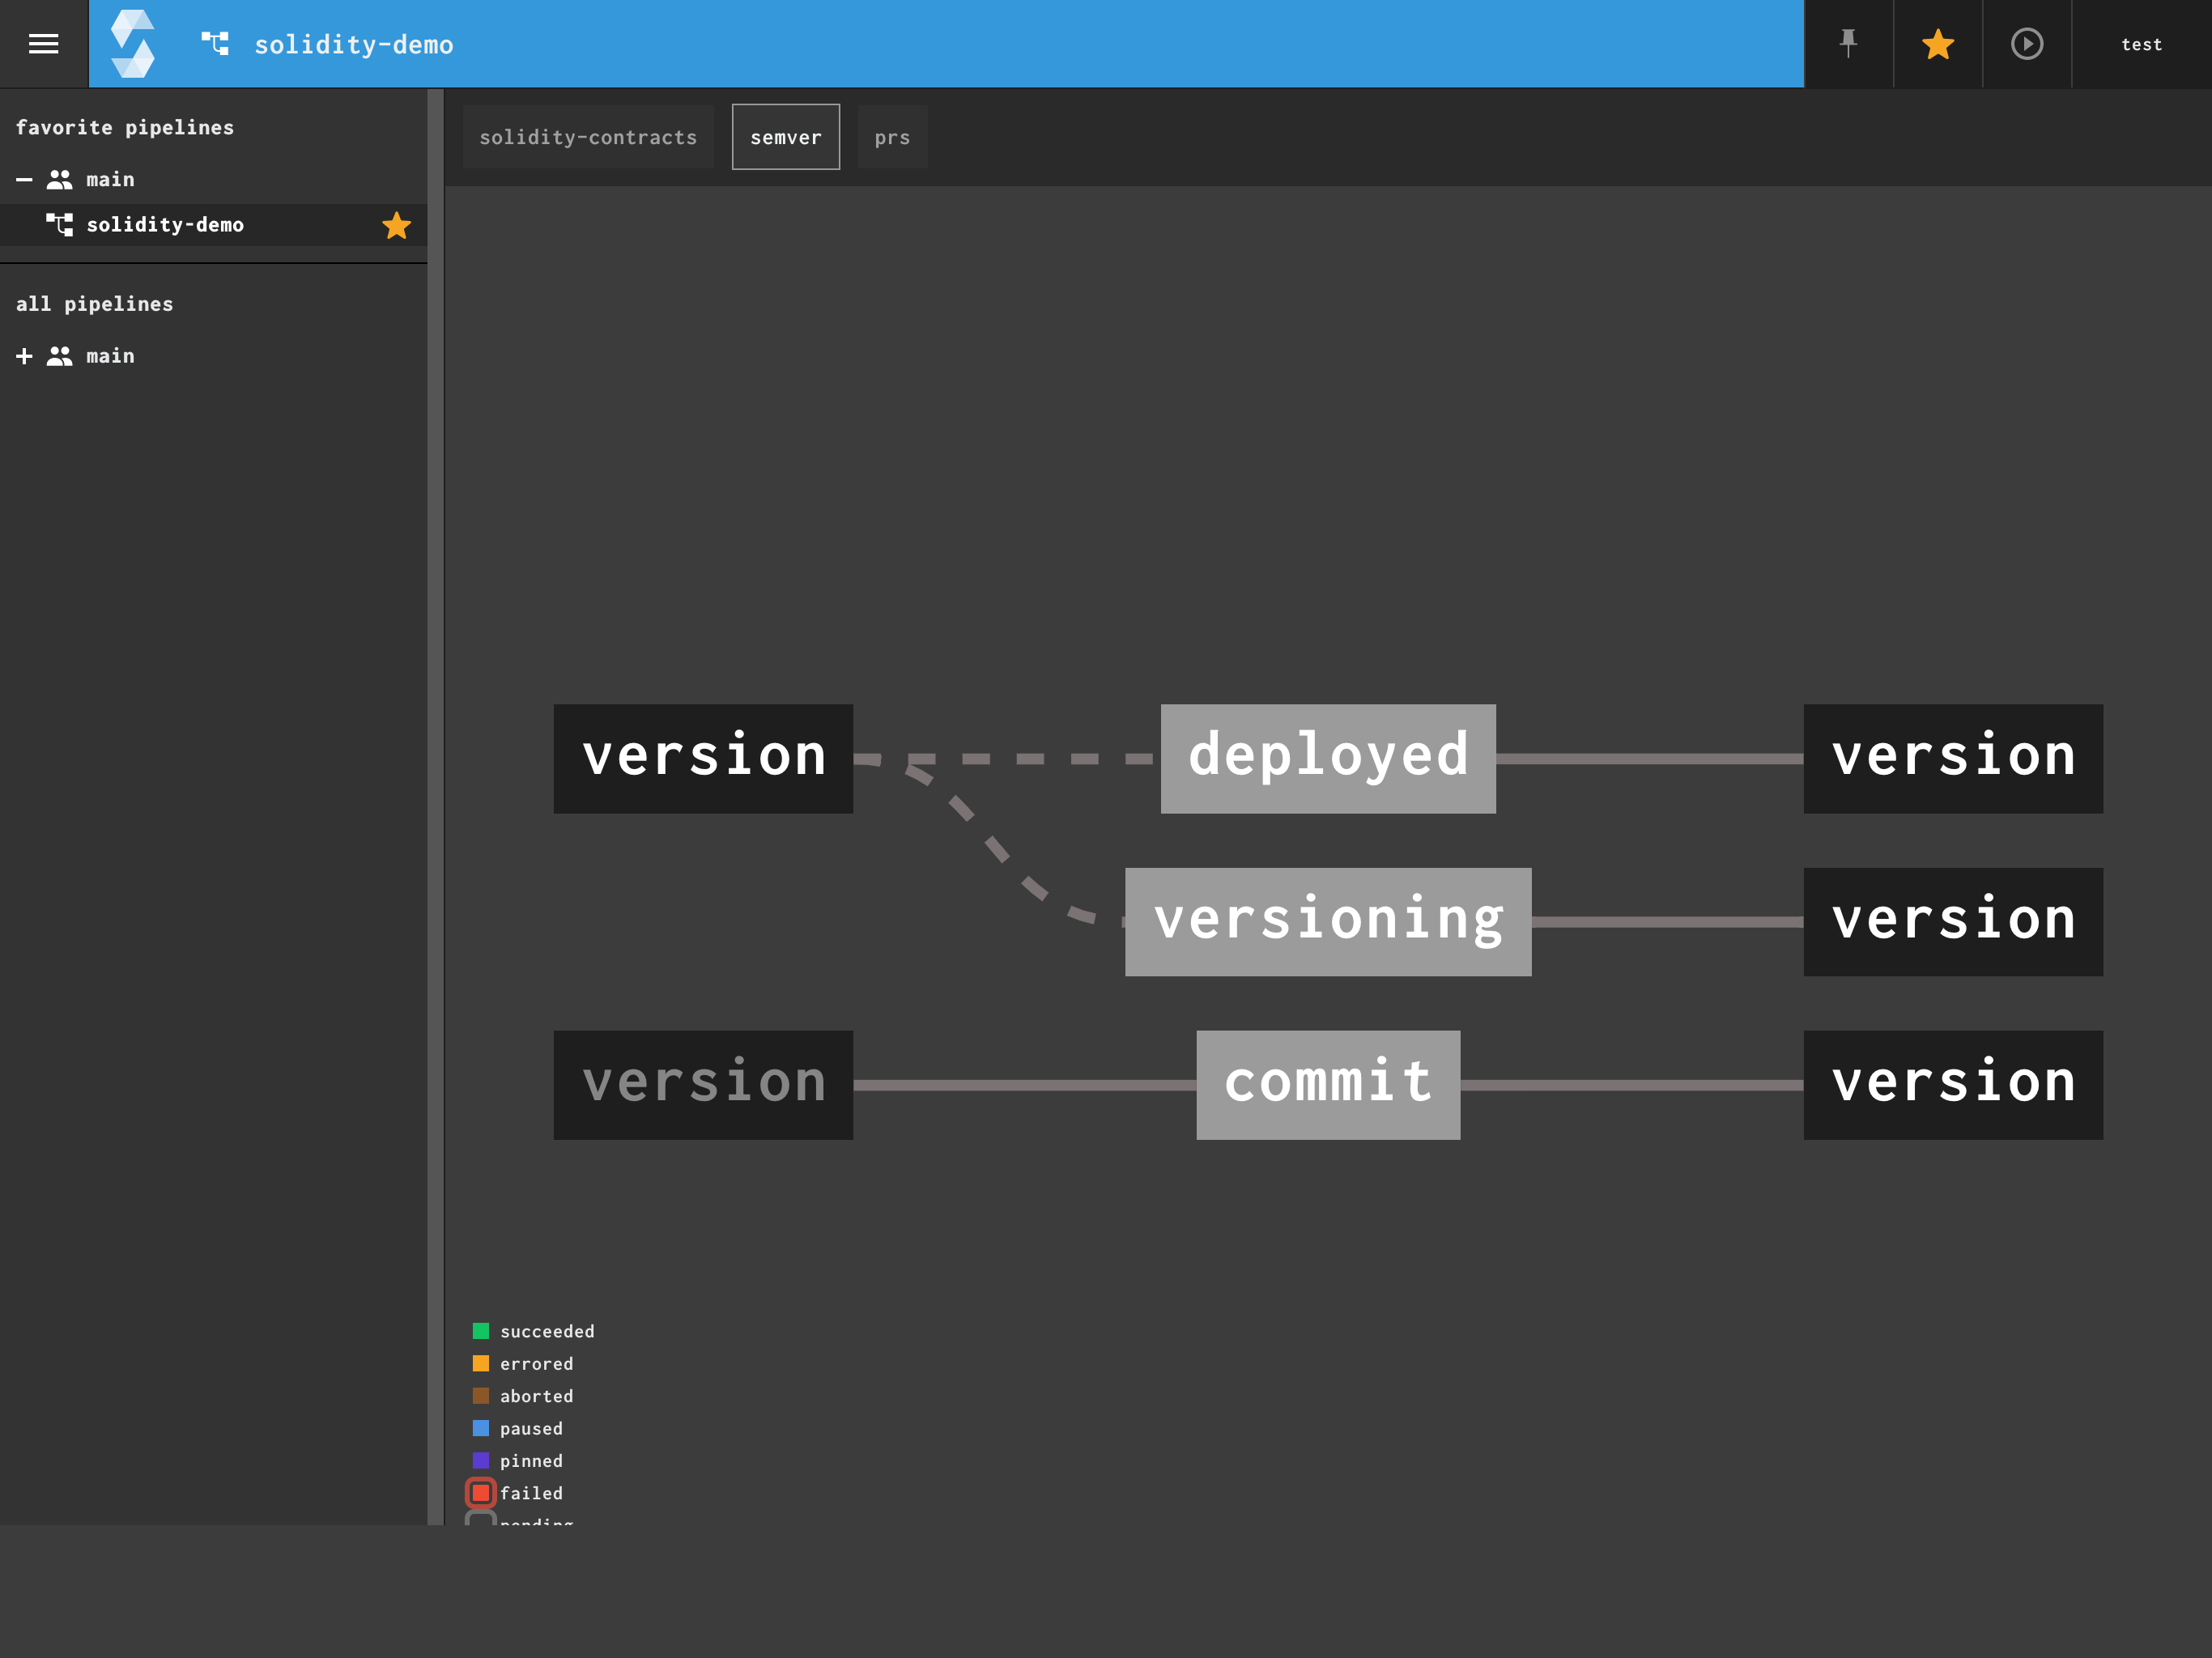 solidity-demo
test
favorite pipelines
main
solidity-demo
all pipelines
main
solidity-contracts
semver
prs
version
deployed
version
versioning
version
version
commit
version
succeeded
errored
aborted
paused
pinned
failed
pending